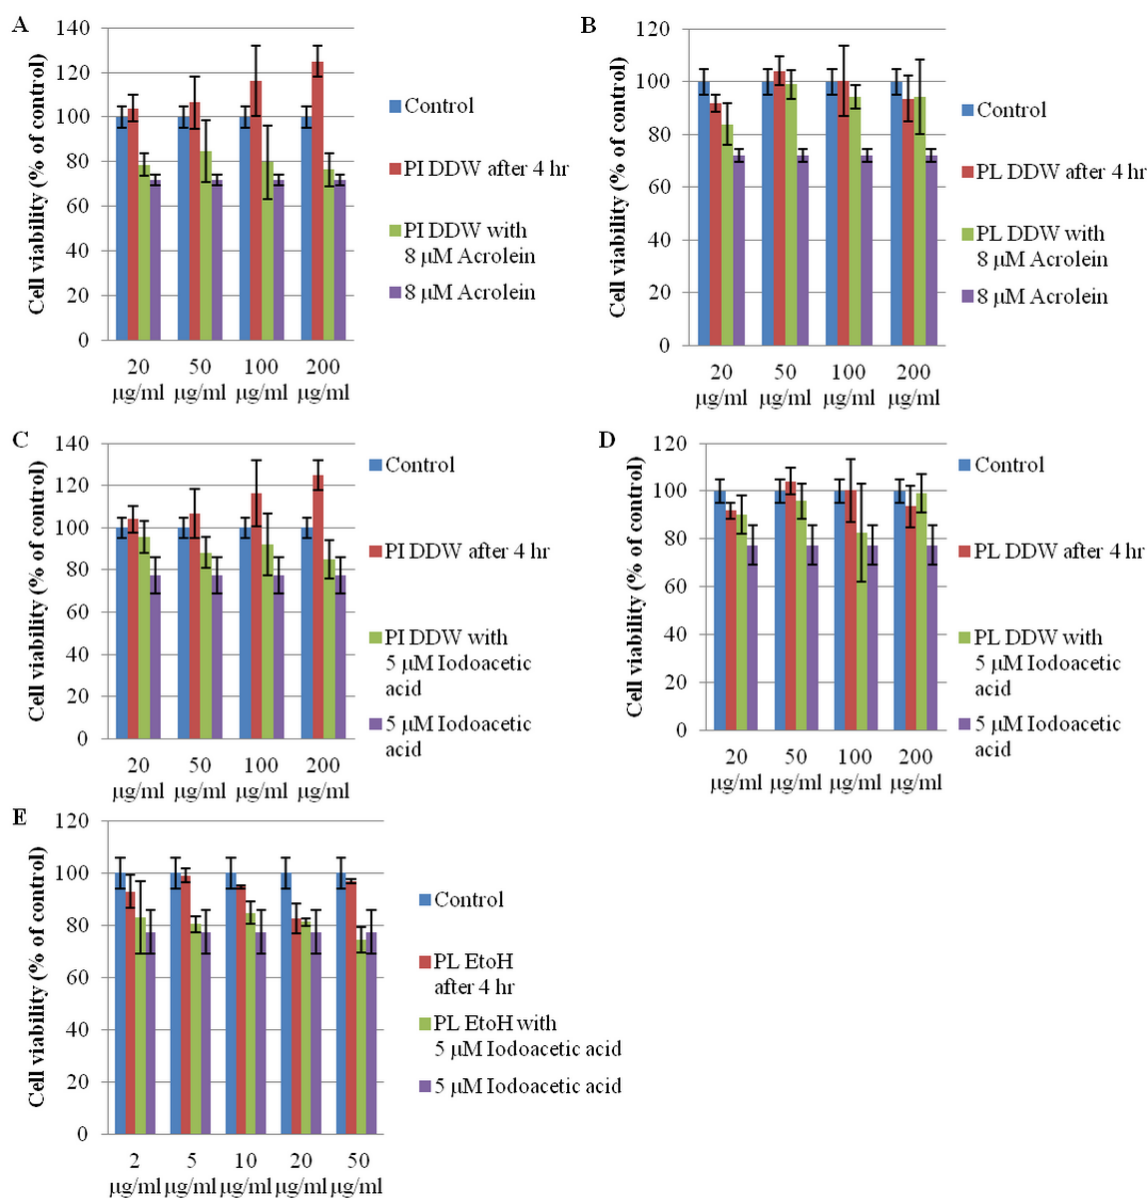 A
Cell viability (% of control)
140
120
100
80
60
40
20
0
20
50
100
200
µg/ml
µg/ml
µg/ml
µg/ml
Control
PI DDW after 4 hr
PI DDW with
8 µM Acrolein
8 µM Acrolein
B
Cell viability (% of control)
120
100
80
60
40
20
0
20
50
100
200
µg/ml
µg/ml
µg/ml
µg/ml
Control
PL DDW after 4 hr
PL DDW with
8 µM Acrolein
8 µM Acrolein
C
Cell viability (% of control)
140
120
100
80
60
40
20
0
20
50
100
200
µg/ml
µg/ml
µg/ml
µg/ml
Control
PI DDW after 4 hr
PI DDW with
5 µM Iodoacetic
acid
5 µM Iodoacetic
acid
D
Cell viability (% of control)
120
100
80
60
40
20
0
20
50
100
200
µg/ml
µg/ml
µg/ml
µg/ml
Control
PL DDW after 4 hr
PL DDW with
5 µM Iodoacetic
acid
5 µM Iodoacetic
acid
E
Cell viability (% of control)
120
100
80
60
40
20
0
2
5
10
20
50
µg/ml
µg/ml
µg/ml
µg/ml
µg/ml
Control
PL EtoH
after 4 hr
PL EtoH with
5 µM Iodoacetic acid
5 µM Iodoacetic acid